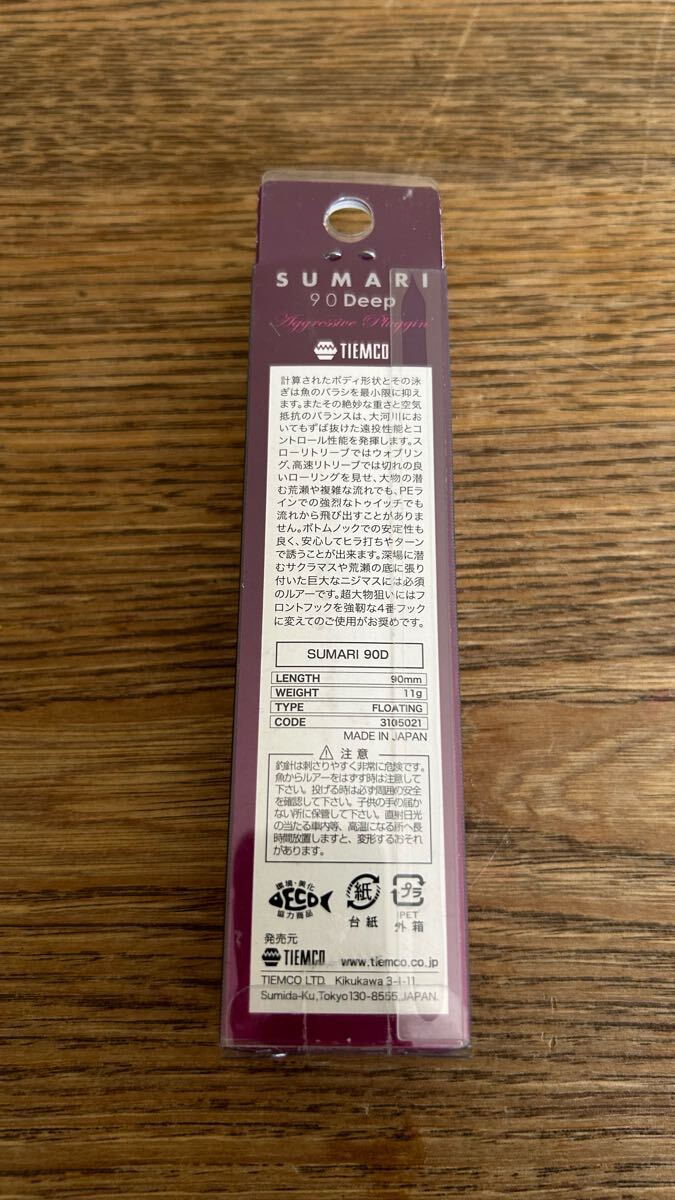 SUMARI
90 Deep
Aggressive Pluggin
TIEMCO
計算されたボディ形状とその泳
ぎは魚のバラシを最小限に抑え
ます。またその絶妙な重さと空気
抵抗のバランスは、大河川にお
いてもずば抜けた遠投性能とコ
ントロール性能を発揮します。ス
ローリトリーブではウォブリン
グ、高速リトリーブでは切れの良
いローリングを見せ、大物の潜
む荒瀬や複雑な流れでも、PEラ
インでの強烈なトゥイッチでも
流れから飛び出すことがありま
せん。ボトムノックでの安定性も
良く、安心してヒラ打ちやターン
で誘うことが出来ます。深場に潜
むサクラマスや荒瀬の底に張り
付いた巨大なニジマスには必須
のルアーです。超大物狙いにはフ
ロントフックを強靭な4番フック
に変えてのご使用がお奨めです。
SUMARI 90D
LENGTH 90mm
WEIGHT 11g
TYPE FLOATING
CODE 3105021
MADE IN JAPAN
注意
釣針は刺さりやすく非常に危険です。
魚からルアーをはずす時は注意して
下さい。投げる時は必ず周囲の安全
を確認して下さい。子供の手の届か
ない所に保管して下さい。直射日光
の当たる車内等、高温になる所へ長
時間放置しますと、変形するおそれ
があります。
環境・美化
ECO
協力商品
紙
台紙
プラ
PET
外箱
発売元
TIEMCO www.tiemco.co.jp
TIEMCO LTD. Kikukawa 3-1-11
Sumida-Ku,Tokyo130-8555 JAPAN